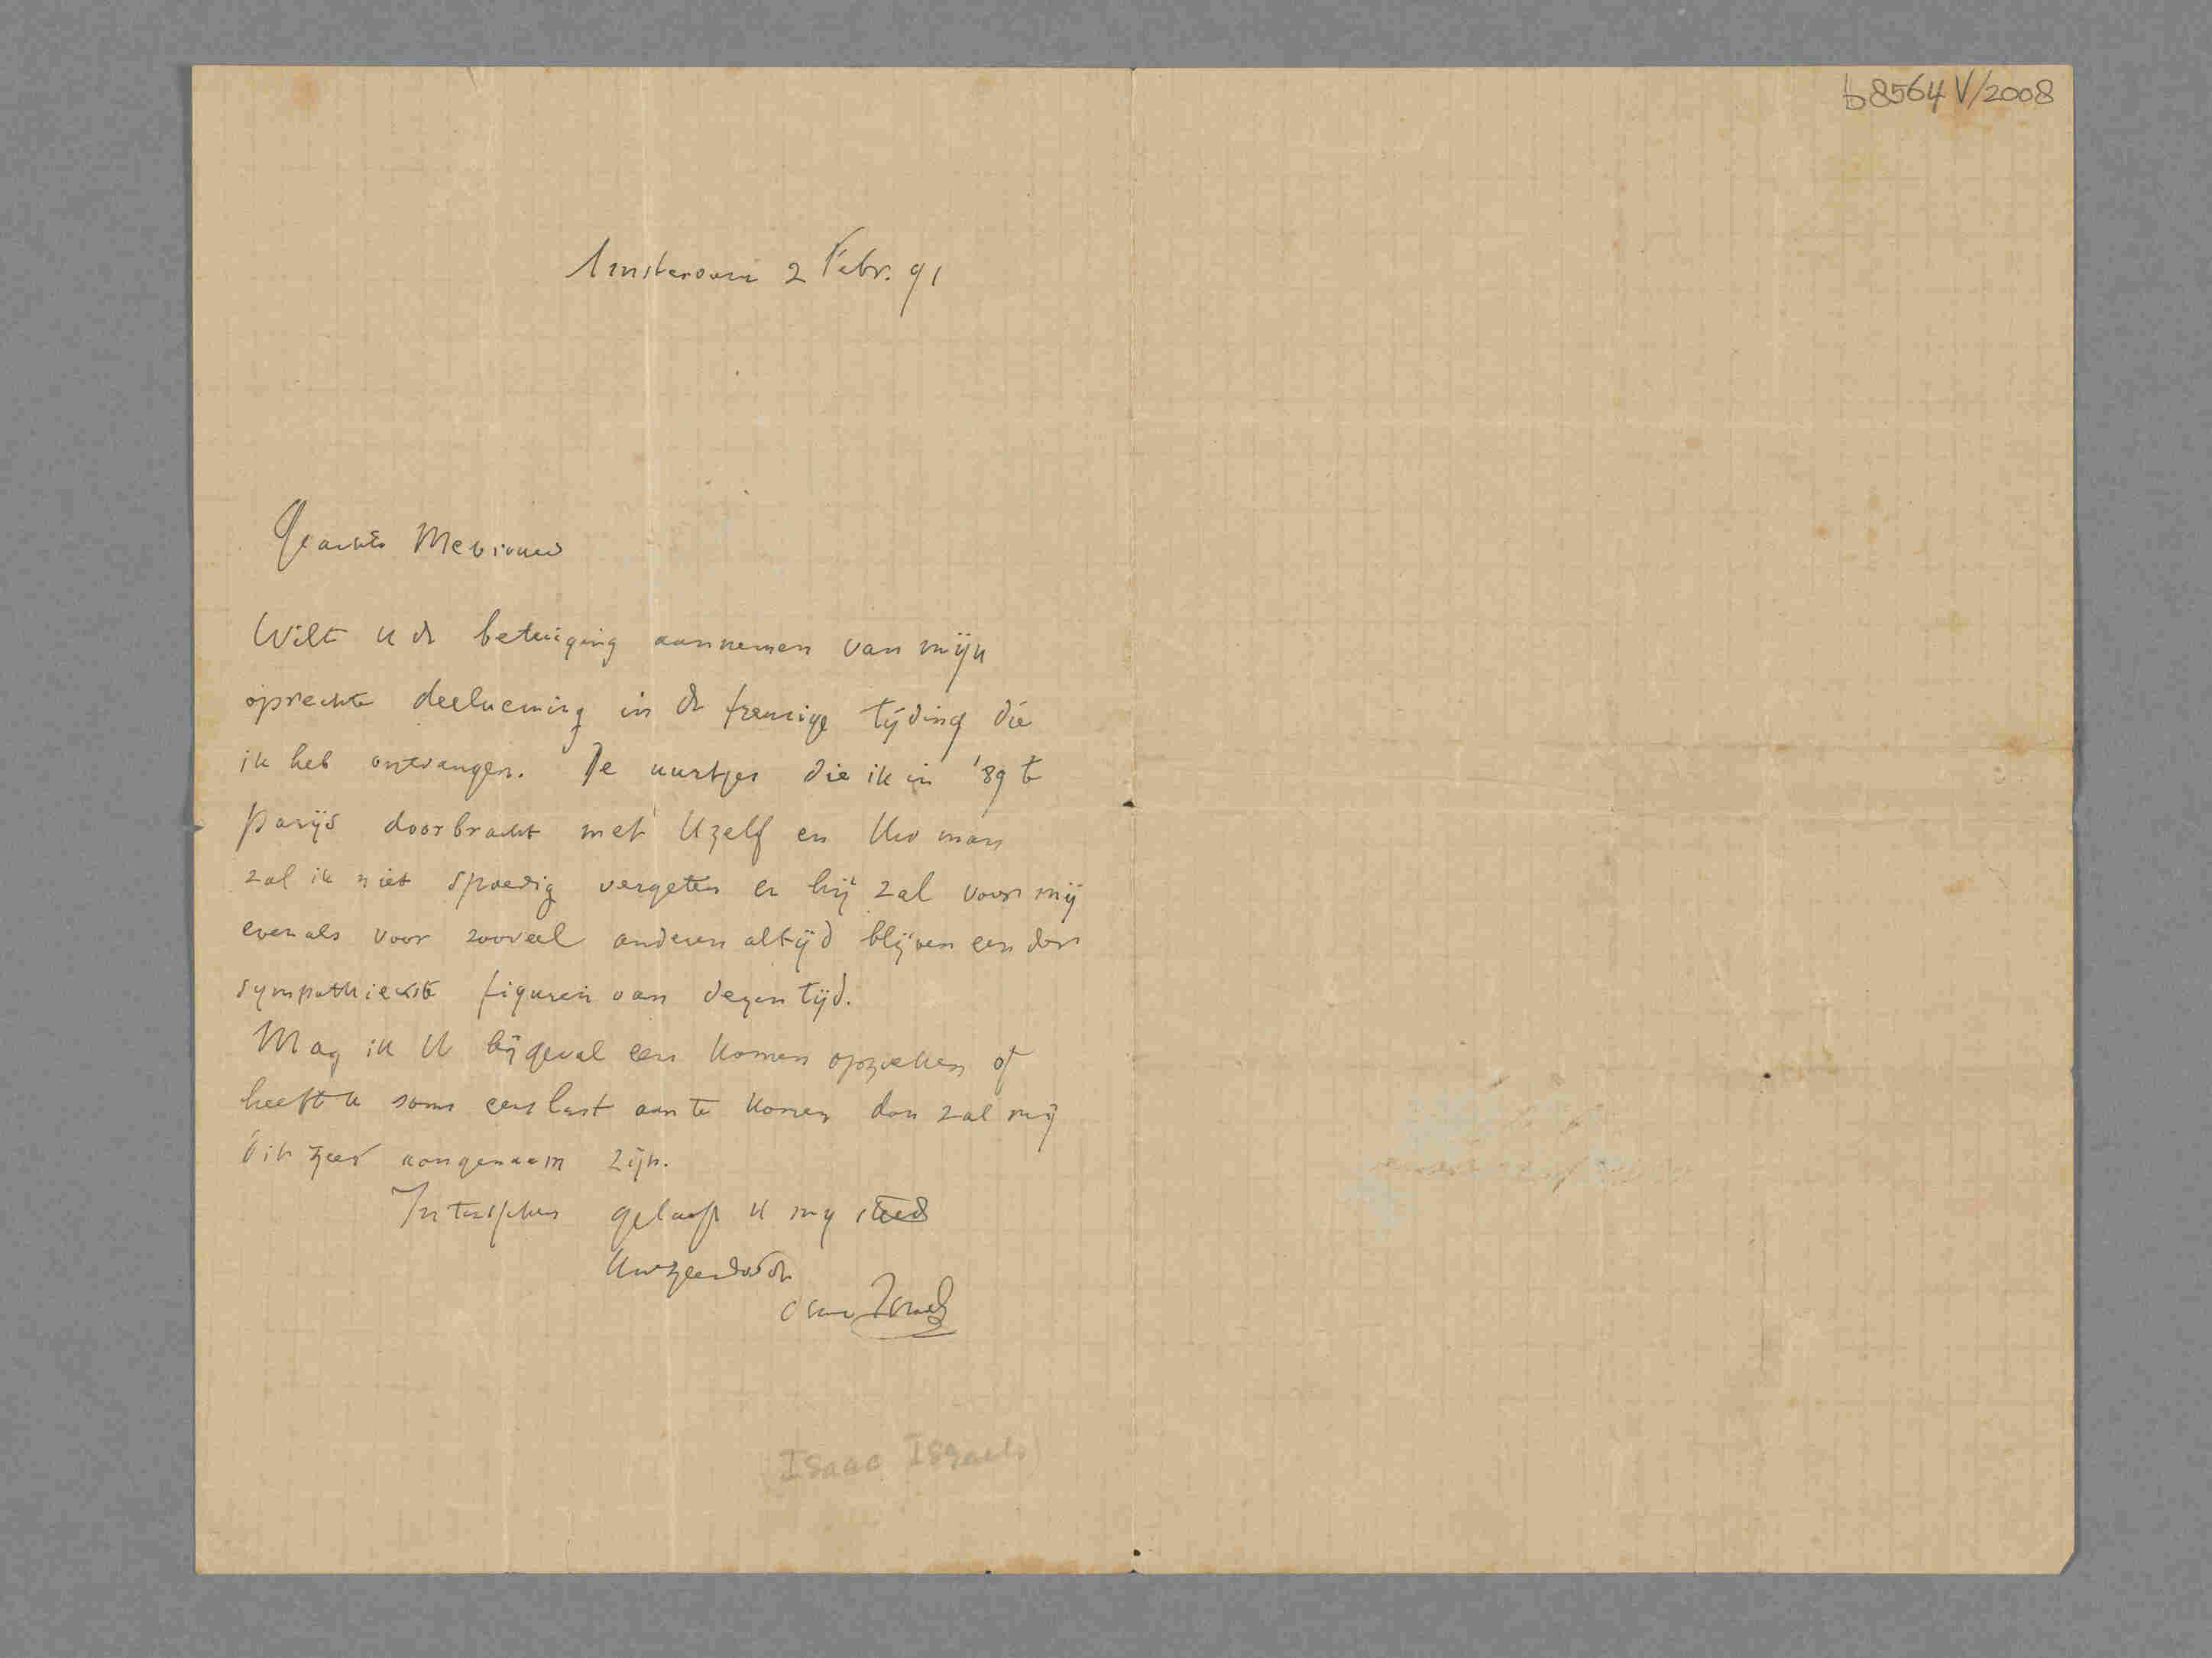 b8564 V/2008
Amsterdam 2 Febr. 91
Geachte Mevrouw
Wilt u de betuiging aannemen van mijn
oprechte deelneming in de treurige tijding die
ik heb ontvangen. De uurtjes die ik in '89 te
Parijs doorbracht met Uzelf en Uw man
zal ik niet spoedig vergeten en hij zal voor mij
evenals voor zooveel anderen altijd blijven een der
sympathiekste figuren van dezen tijd.
Mag ik U bijgeval eens komen opzoeken of
heeft u soms eens lust aan te komen dan zal mij
dit zeer aangenaam zijn.
Intusschen geloof u mij steeds
Uw zeer dw
Isaac Israels
Isaac Israels